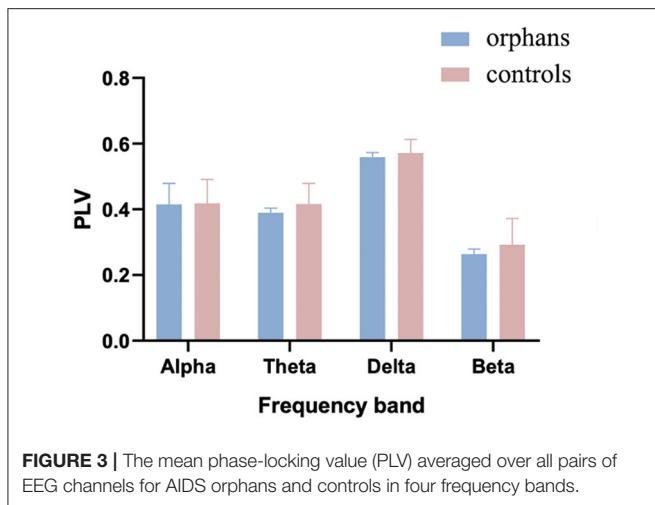 orphans
controls
0.8
0.6
0.4
0.2
0.0
PLV
Alpha Theta Delta Beta
Frequency band
FIGURE 3 | The mean phase-locking value (PLV) averaged over all pairs of
EEG channels for AIDS orphans and controls in four frequency bands.